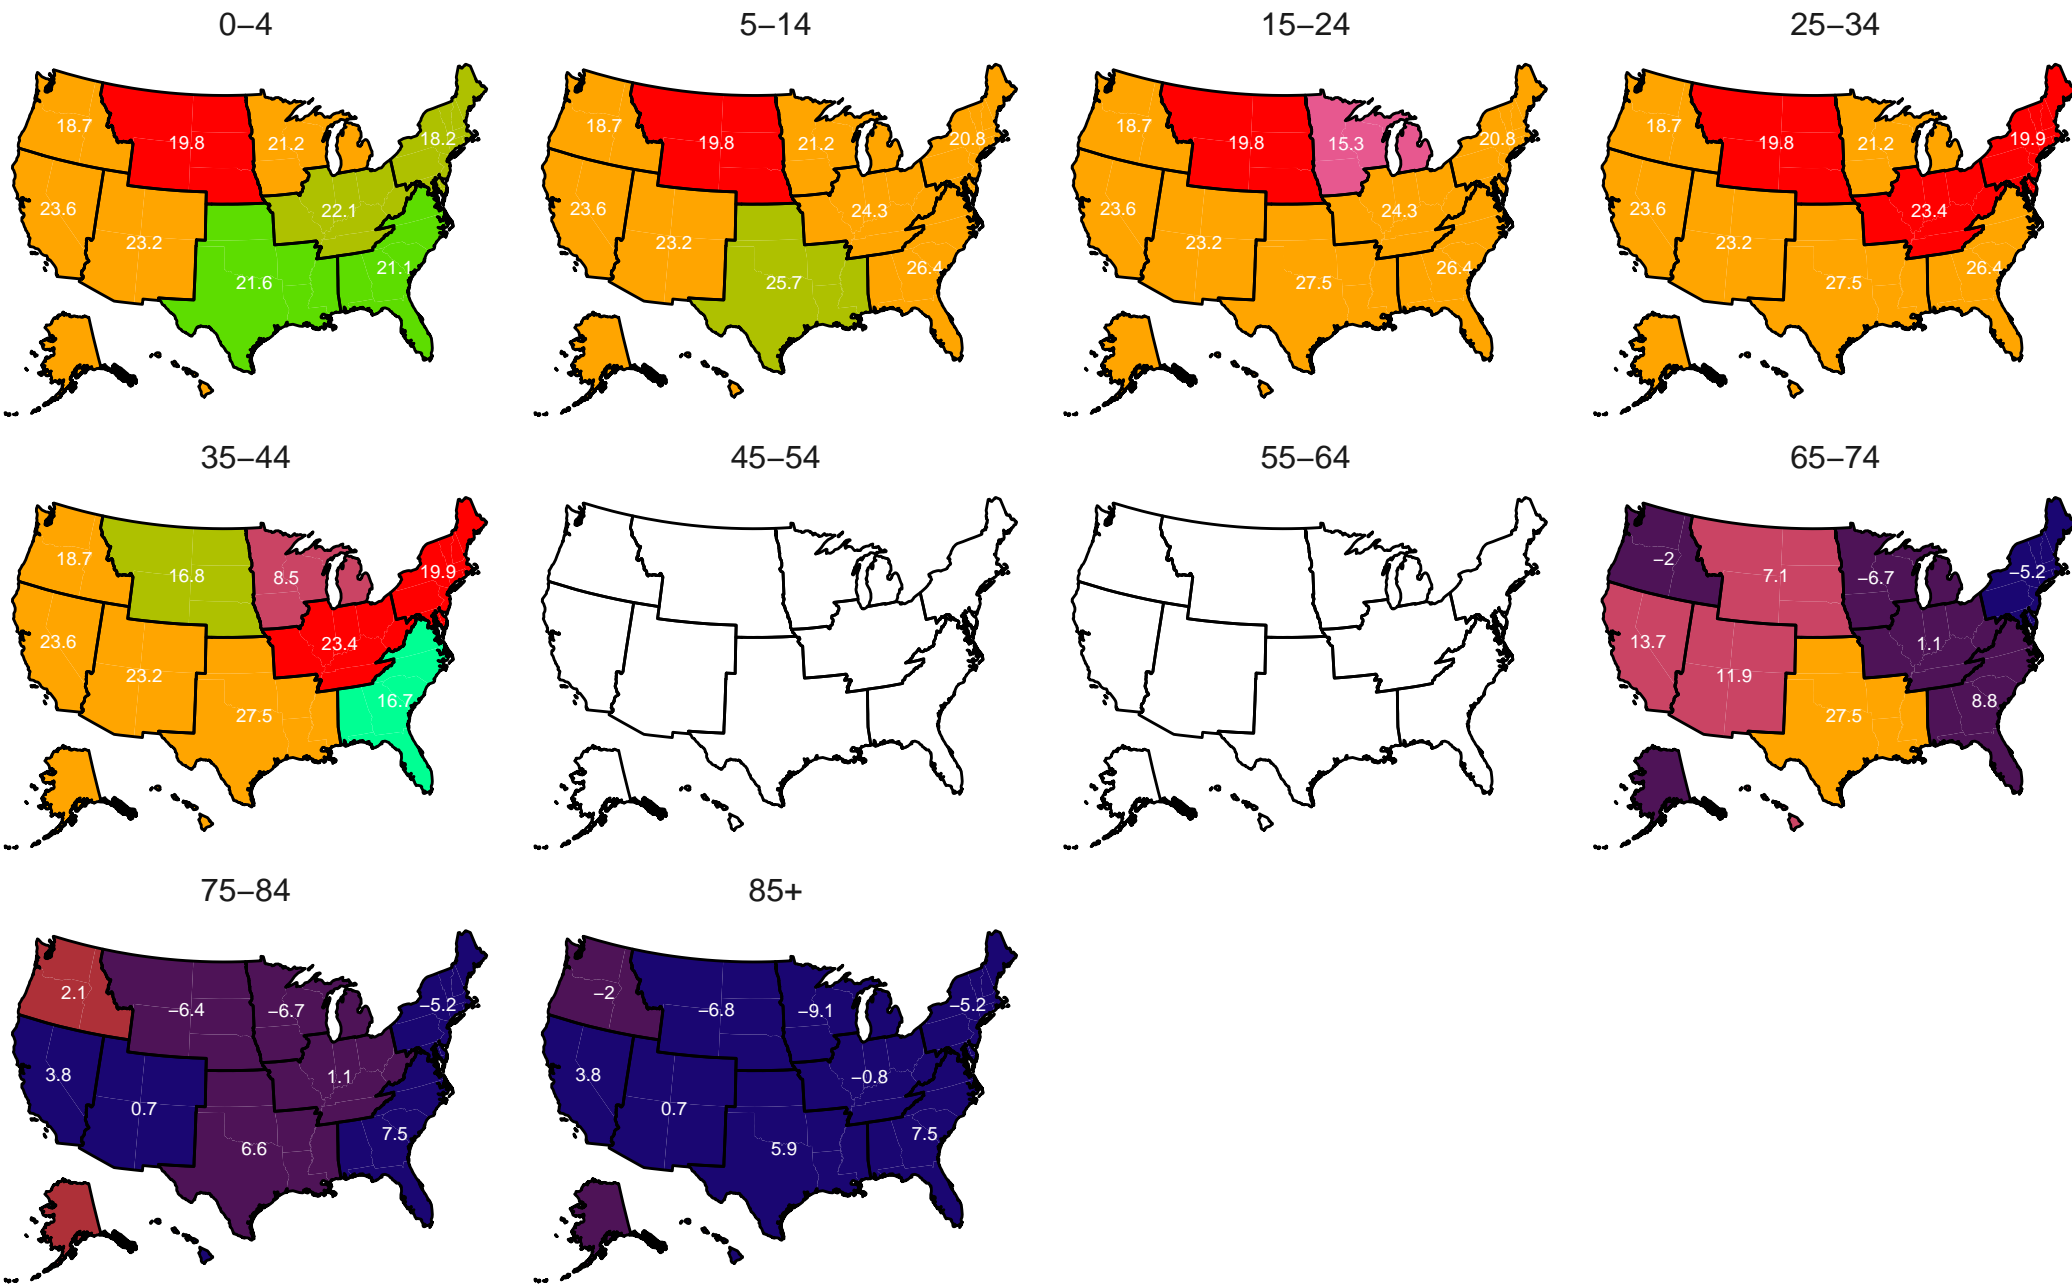 0–4 5–14 15–24 25–34
18.7 19.8 21.2 18.2 23.6 23.2 22.1 21.6 21.1
18.7 19.8 21.2 20.8 23.6 23.2 24.3 25.7 26.4
18.7 19.8 15.3 20.8 23.6 23.2 24.3 27.5 26.4
18.7 19.8 21.2 19.9 23.6 23.2 23.4 27.5 26.4
35–44 45–54 55–64 65–74
18.7 16.8 8.5 19.9 23.6 23.2 23.4 27.5 16.7
−2 7.1 −6.7 −5.2 13.7 11.9 1.1 27.5 8.8
75–84 85+
2.1 −6.4 −6.7 −5.2 3.8 0.7 1.1 6.6 7.5
−2 −6.8 −9.1 −5.2 3.8 0.7 −0.8 5.9 7.5